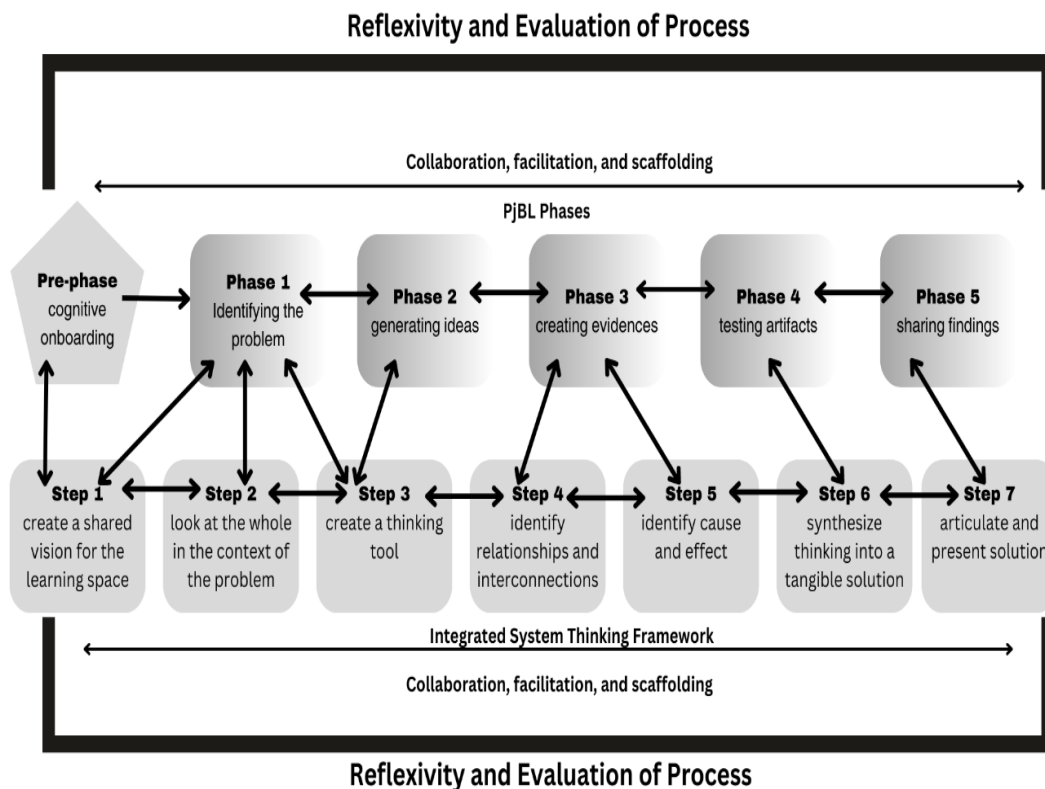 Reflexivity and Evaluation of Process
Collaboration, facilitation, and scaffolding
PjBL Phases
Pre-phase
cognitive
onboarding
Phase 1
Identifying the
problem
Phase 2
generating ideas
Phase 3
creating evidences
Phase 4
testing artifacts
Phase 5
sharing findings
Step 1
create a shared
vision for the
learning space
Step 2
look at the whole
in the context of
the problem
Step 3
create a thinking
tool
Step 4
identify
relationships and
interconnections
Step 5
identify cause
and effect
Step 6
synthesize
thinking into a
tangible solution
Step 7
articulate and
present solution
Integrated System Thinking Framework
Collaboration, facilitation, and scaffolding
Reflexivity and Evaluation of Process